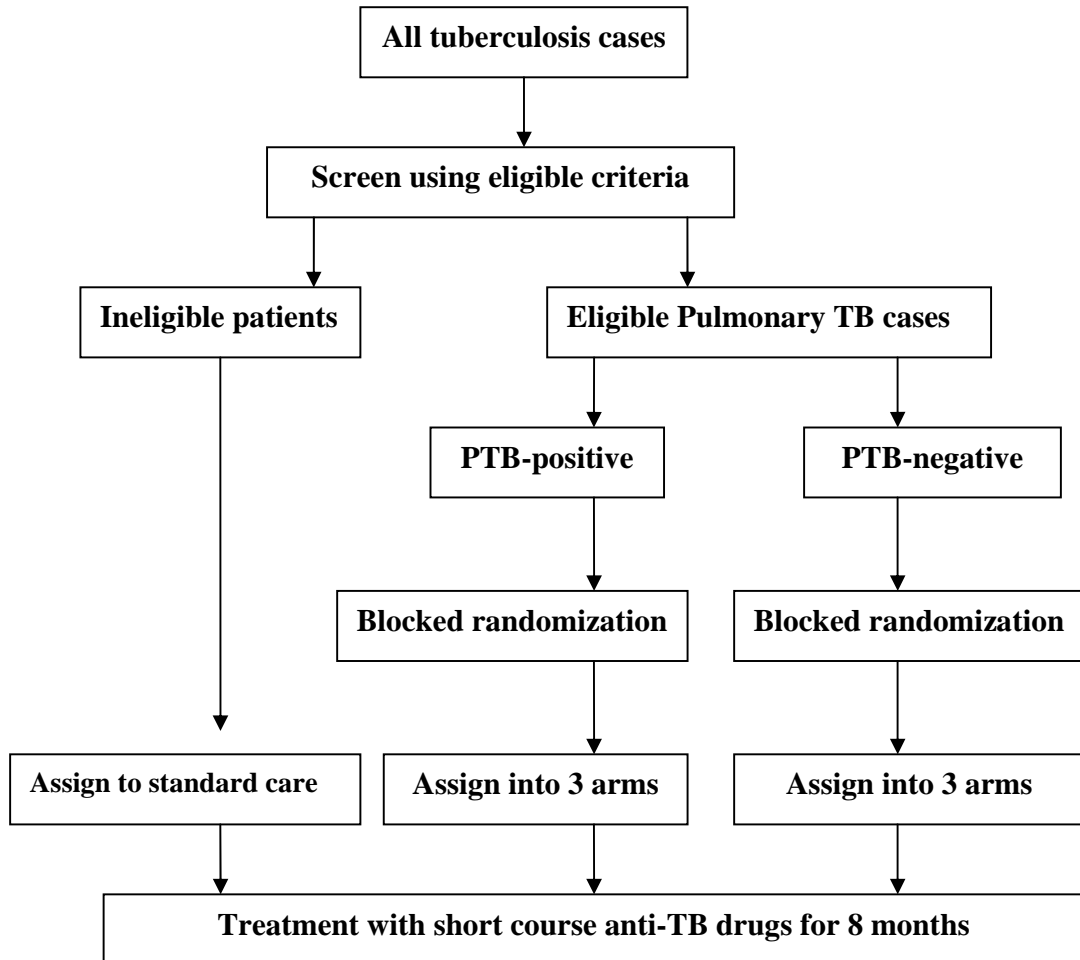 All tuberculosis cases
Screen using eligible criteria
Ineligible patients
Eligible Pulmonary TB cases
PTB-positive
PTB-negative
Blocked randomization
Blocked randomization
Assign to standard care
Assign into 3 arms
Assign into 3 arms
Treatment with short course anti-TB drugs for 8 months